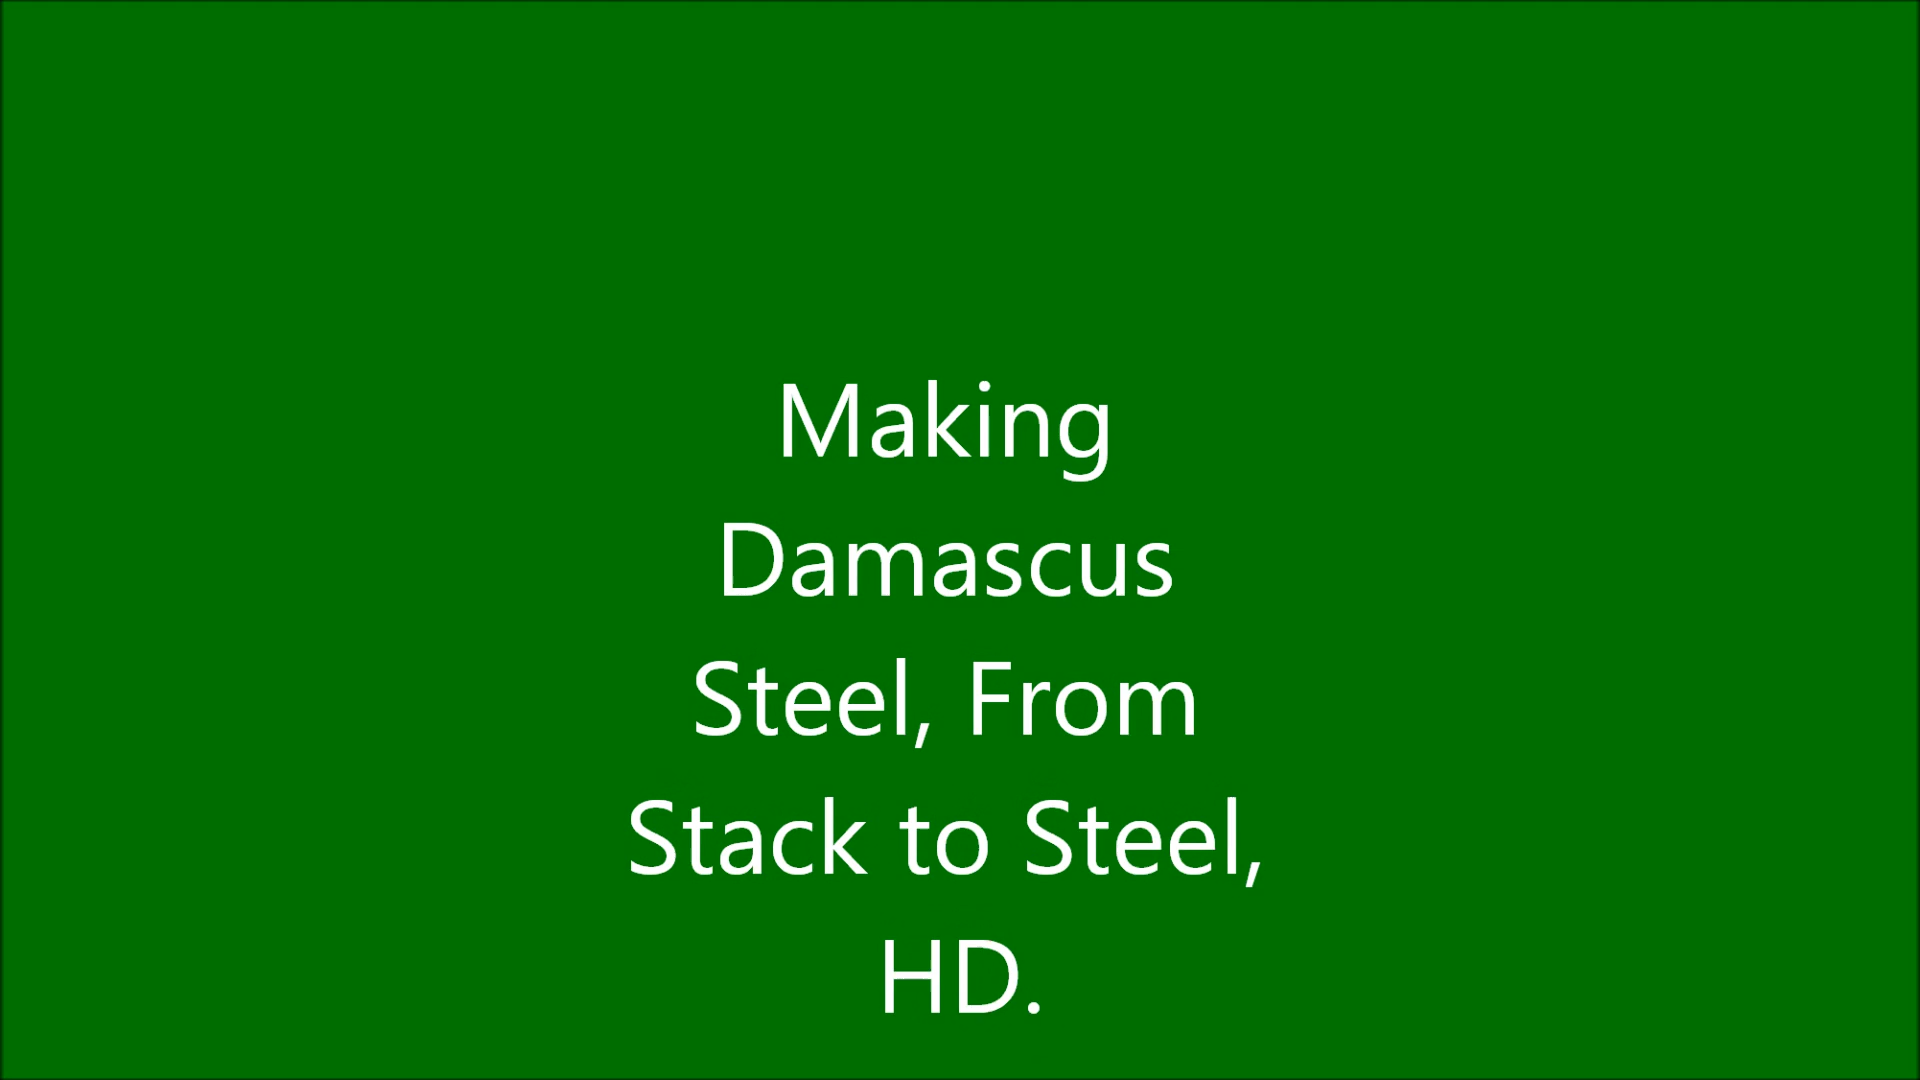 Making
Damascus
Steel, From
Stack to Steel,
HD.